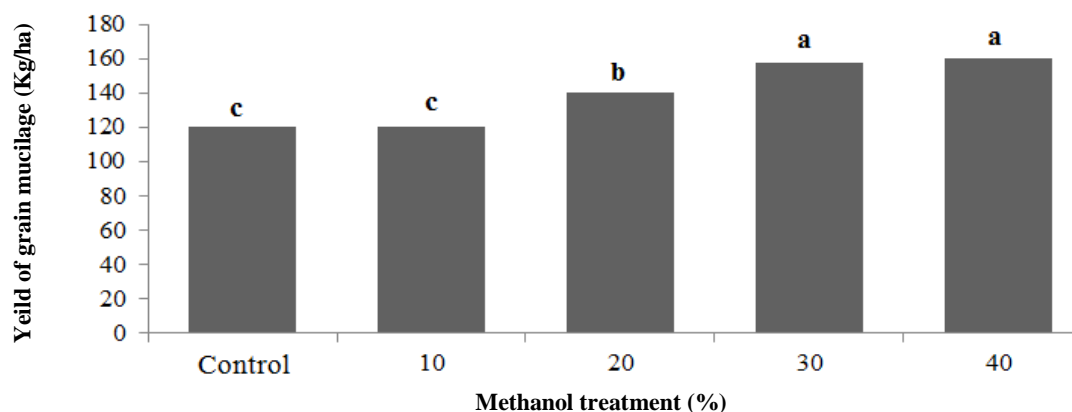 Yeild of grain mucilage (Kg/ha)
180
160
140
120
100
80
60
40
20
0
c
c
b
a
a
Control 10 20 30 40
Methanol treatment (%)